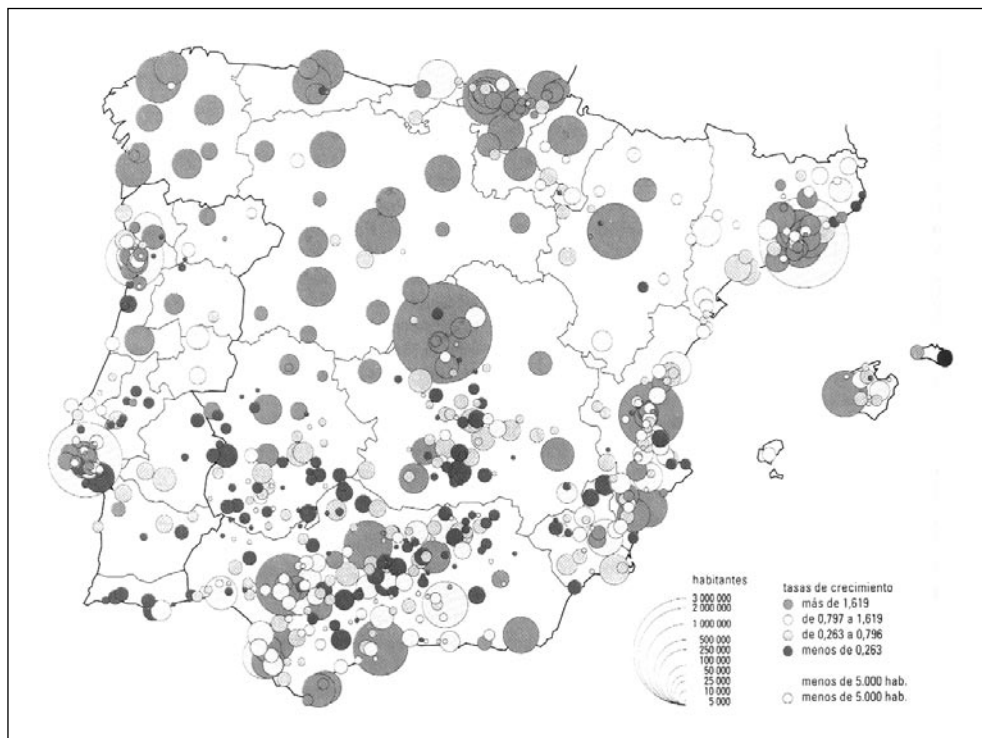 habitantes
3 000 000
2 000 000
1 000 000
500 000
250 000
100 000
50 000
25 000
10 000
5 000
tasas de crecimiento
más de 1,619
de 0,797 a 1,619
de 0,263 a 0,796
menos de 0,263
menos de 5.000 hab.
menos de 5.000 hab.